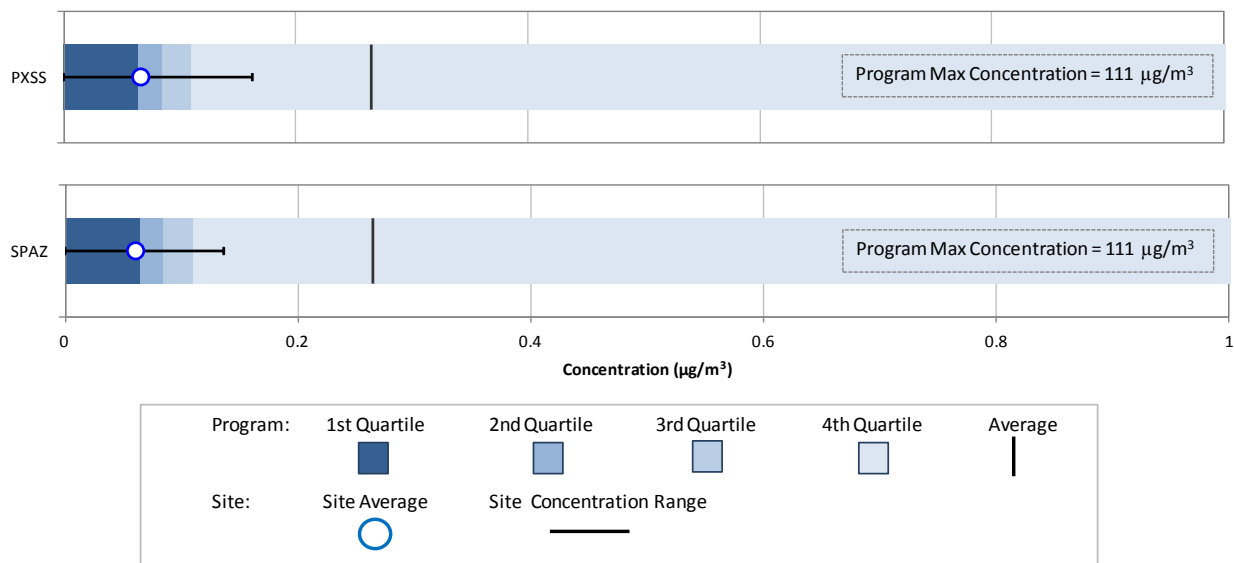 PXSS
Program Max Concentration = 111 μg/m³
SPAZ
Program Max Concentration = 111 μg/m³
0 0.2 0.4 0.6 0.8 1
Concentration (µg/m³)
Program: 1st Quartile 2nd Quartile 3rd Quartile 4th Quartile Average
Site: Site Average Site Concentration Range